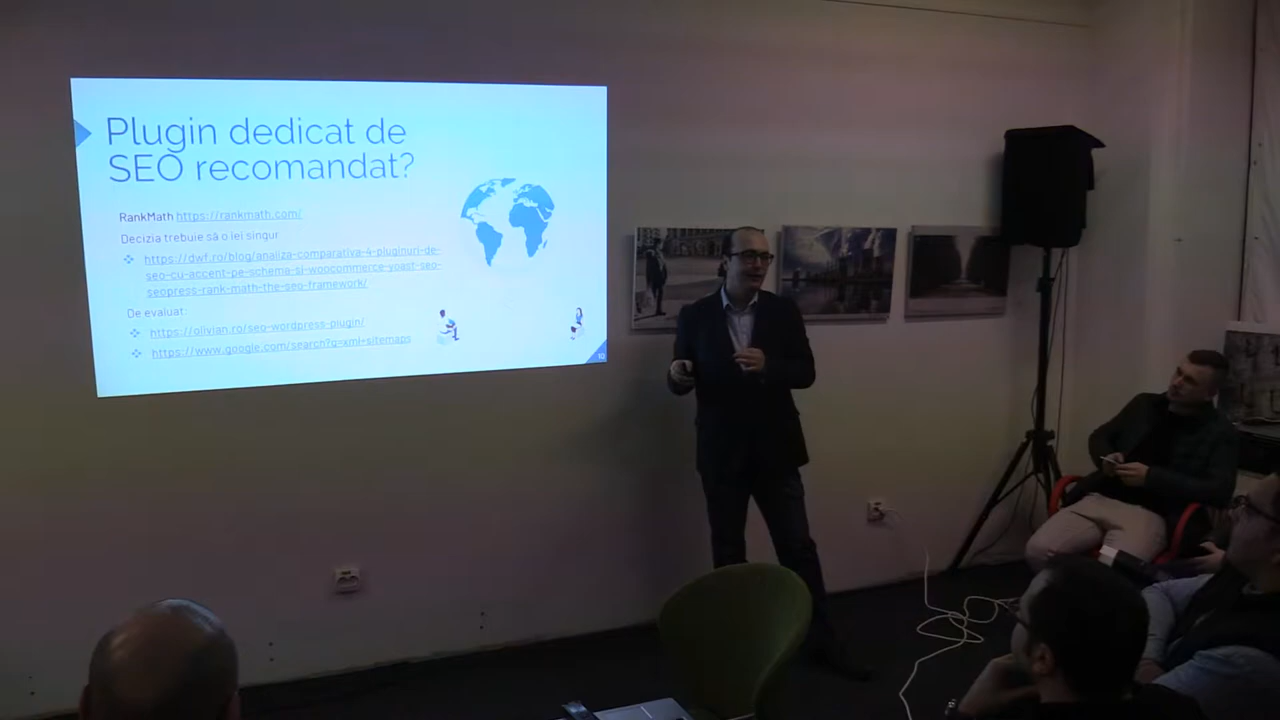 Plugin dedicat de
SEO recomandat?
RankMath https://rankmath.com/
Decizia trebuie să o iei singur
https://dwf.ro/blog/analiza-comparativa-4-pluginuri-de-
seo-cu-accent-pe-schema-si-woocommerce-yoast-seo-
seopress-rank-math-the-seo-framework/
De evaluat:
https://olivian.ro/seo-wordpress-plugin/
https://www.google.com/search?q=xml+sitemaps
10